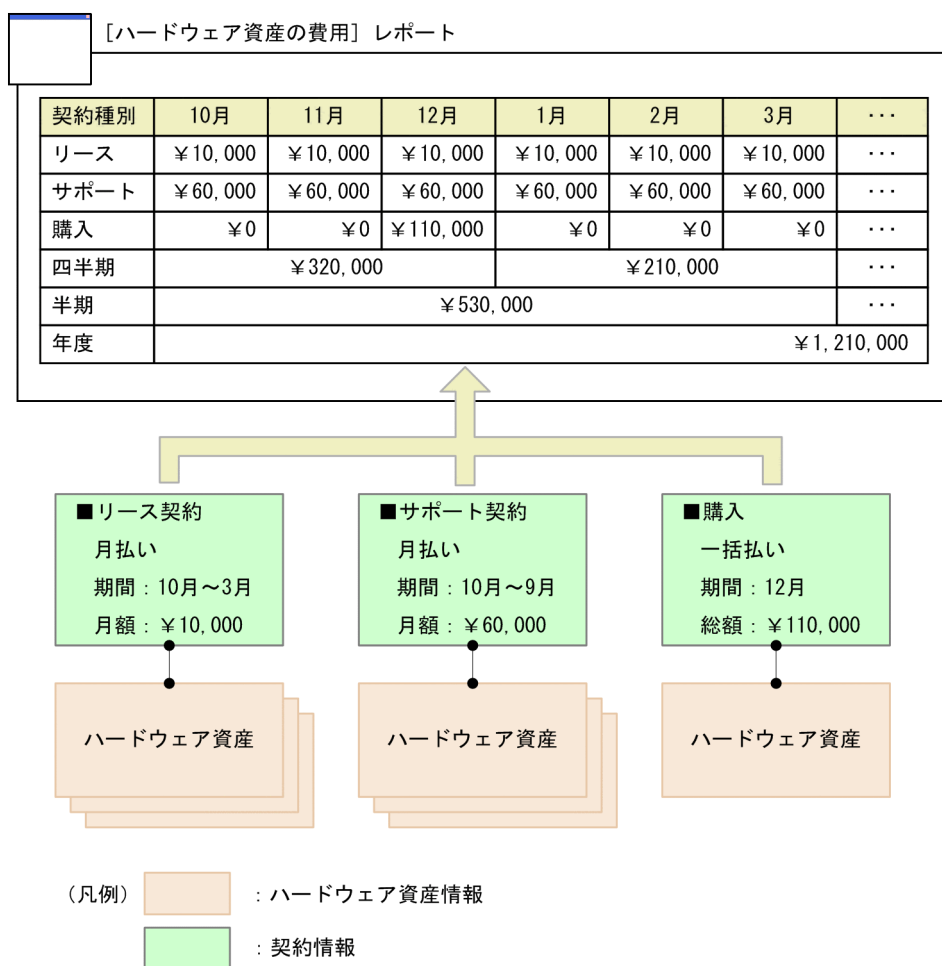 [ハードウェア資産の費用] レポート
契約種別 10月 11月 12月 1月 2月 3月 ···
リース ¥10,000 ¥10,000 ¥10,000 ¥10,000 ¥10,000 ¥10,000 ···
サポート ¥60,000 ¥60,000 ¥60,000 ¥60,000 ¥60,000 ¥60,000 ···
購入 ¥0 ¥0 ¥110,000 ¥0 ¥0 ¥0 ···
四半期 ¥320,000 ¥210,000 ···
半期 ¥530,000 ···
年度 ¥1,210,000
■リース契約
月払い
期間：10月～3月
月額：¥10,000
■サポート契約
月払い
期間：10月～9月
月額：¥60,000
■購入
一括払い
期間：12月
総額：¥110,000
ハードウェア資産
ハードウェア資産
ハードウェア資産
（凡例） ：ハードウェア資産情報
：契約情報